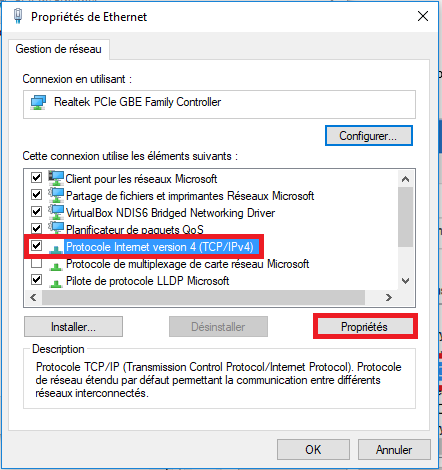 Propriétés de Ethernet
Gestion de réseau
Connexion en utilisant :
Realtek PCIe GBE Family Controller
Configurer...
Cette connexion utilise les éléments suivants :
Client pour les réseaux Microsoft
Partage de fichiers et imprimantes Réseaux Microsoft
VirtualBox NDIS6 Bridged Networking Driver
Planificateur de paquets QoS
Protocole Internet version 4 (TCP/IPv4)
Protocole de multiplexage de carte réseau Microsoft
Pilote de protocole LLDP Microsoft
Installer... Désinstaller Propriétés
Description
Protocole TCP/IP (Transmission Control Protocol/Internet Protocol). Protocole
de réseau étendu par défaut permettant la communication entre différents
réseaux interconnectés.
OK Annuler